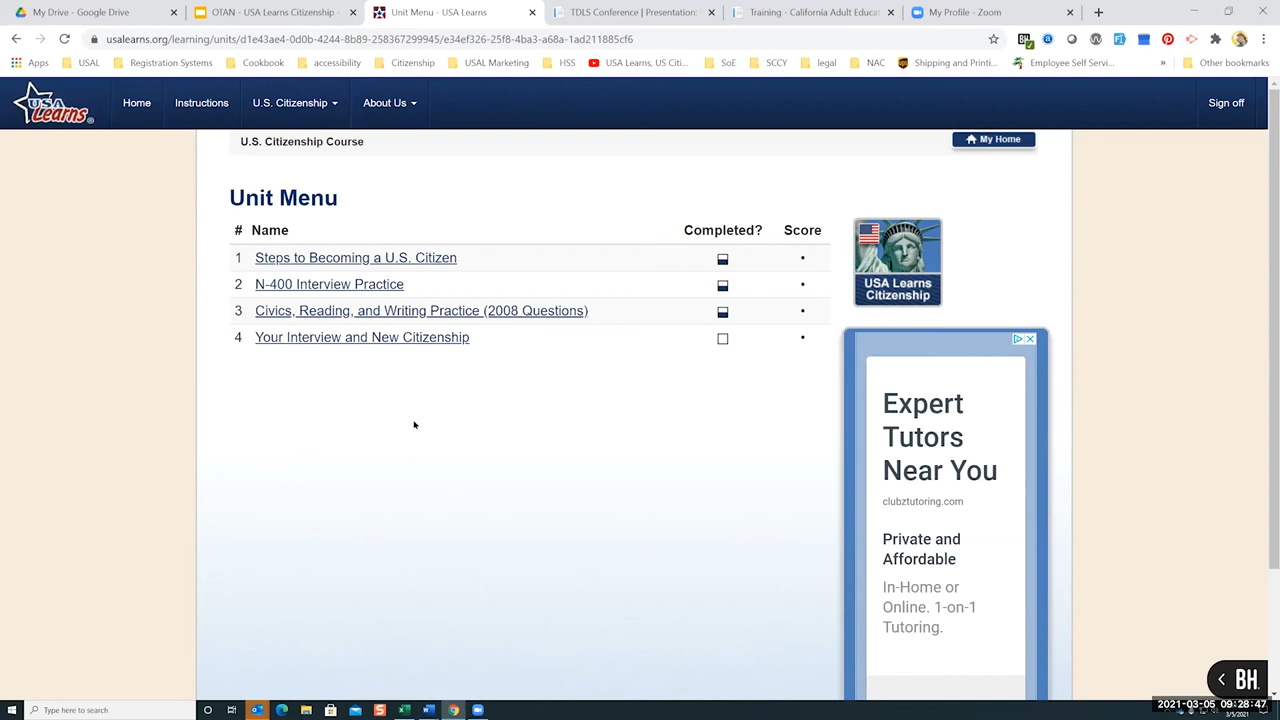 My Drive - Google Drive
OTAN - USA Learns Citizenship -
Unit Menu - USA Learns
TDLS Conference | Presentation:
Training - California Adult Educat
My Profile - Zoom
usalearns.org/learning/units/d1e43ae4-0d0b-4244-8b89-258367299945/e34ef326-25f8-4ba3-a68a-1ad211885cf6
Apps
USAL
Registration Systems
Cookbook
accessibility
Citizenship
USAL Marketing
HSS
USA Learns, US Citi...
SoE
SCCY
legal
NAC
Shipping and Printi...
Employee Self Servi...
»
Other bookmarks
USA Learns
Home
Instructions
U.S. Citizenship
About Us
Sign off
U.S. Citizenship Course
My Home
Unit Menu
# Name Completed? Score
1 Steps to Becoming a U.S. Citizen •
2 N-400 Interview Practice •
3 Civics, Reading, and Writing Practice (2008 Questions) •
4 Your Interview and New Citizenship •
USA Learns
Citizenship
Expert
Tutors
Near You
clubztutoring.com
Private and
Affordable
In-Home or
Online. 1-on-1
Tutoring.
BH
Type here to search
2021-03-05 09:28:47
3/5/2021